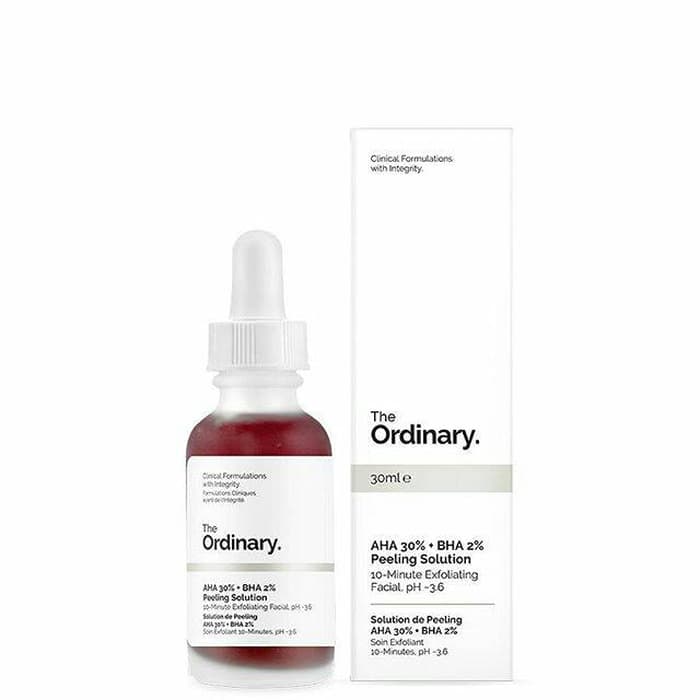 Clinical Formulations
with Integrity.
The
Ordinary.
30ml e
AHA 30% + BHA 2%
Peeling Solution
10-Minute Exfoliating
Facial, pH ~3.6
Solution de Peeling
AHA 30% + BHA 2%
Soin Exfoliant
10-Minutes, pH ~3.6
Clinical Formulations
with Integrity.
Formulations Cliniques
avec de l'intégrité.
The
Ordinary.
AHA 30% + BHA 2%
Peeling Solution
10-Minute Exfoliating Facial, pH ~3.6
Solution de Peeling
AHA 30% + BHA 2%
Soin Exfoliant 10-Minutes, pH ~3.6